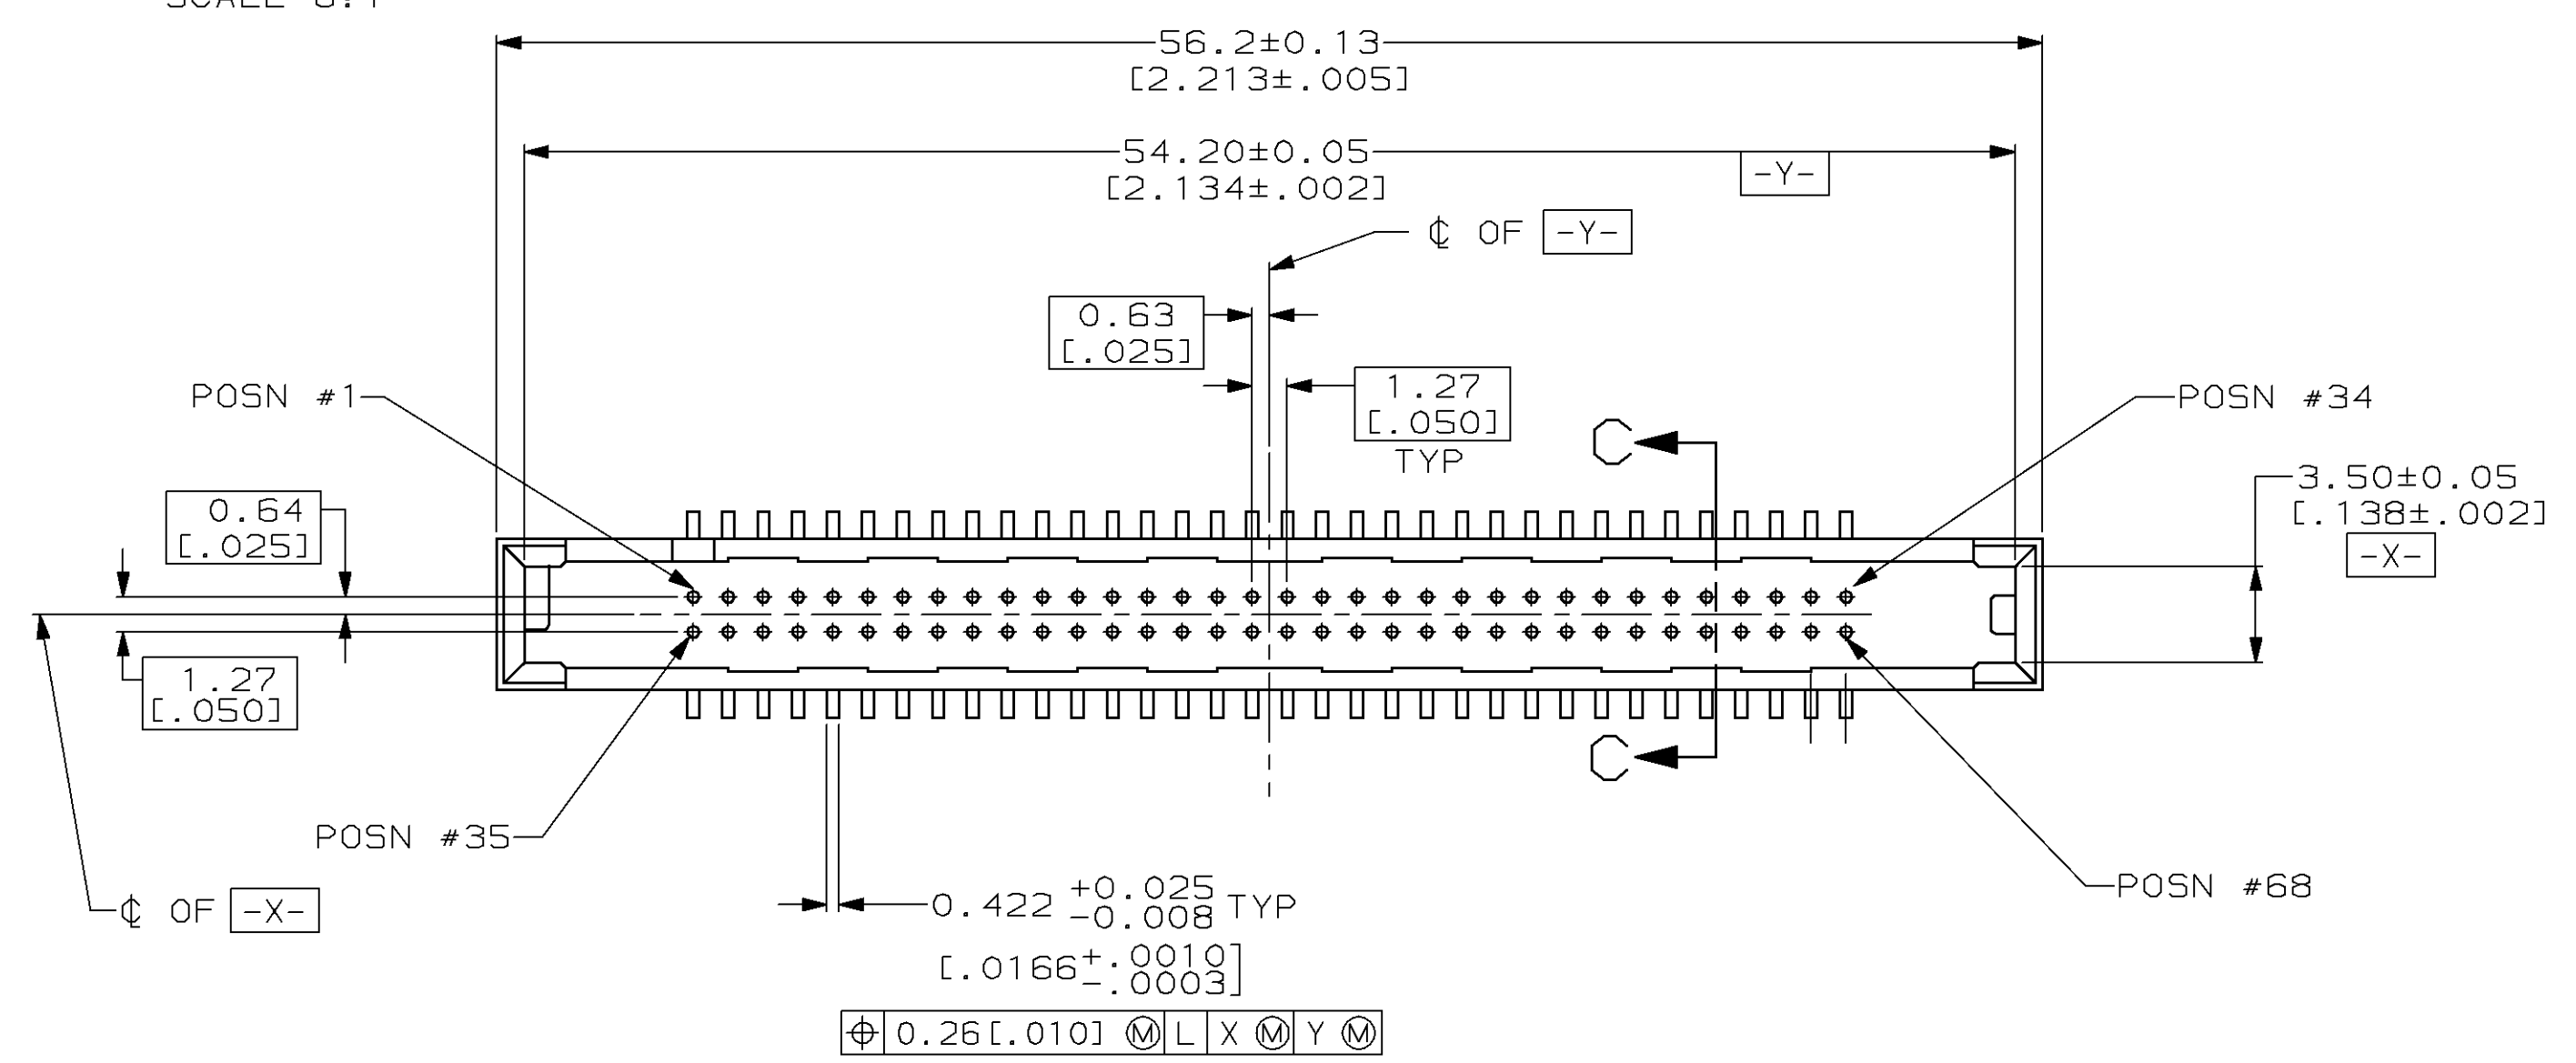 56.2±0.13
[2.213±.005]
54.20±0.05
[2.134±.002]
-Y-
℄ OF -Y-
0.63
[.025]
1.27
[.050]
TYP
POSN #1
POSN #34
C
3.50±0.05
[.138±.002]
-X-
0.64
[.025]
1.27
[.050]
C
POSN #35
POSN #68
℄ OF -X-
0.422 +0.025 -0.008 TYP
[.0166 +.0010 -.0003]
⌖ 0.26[.010] Ⓜ L X Ⓜ Y Ⓜ